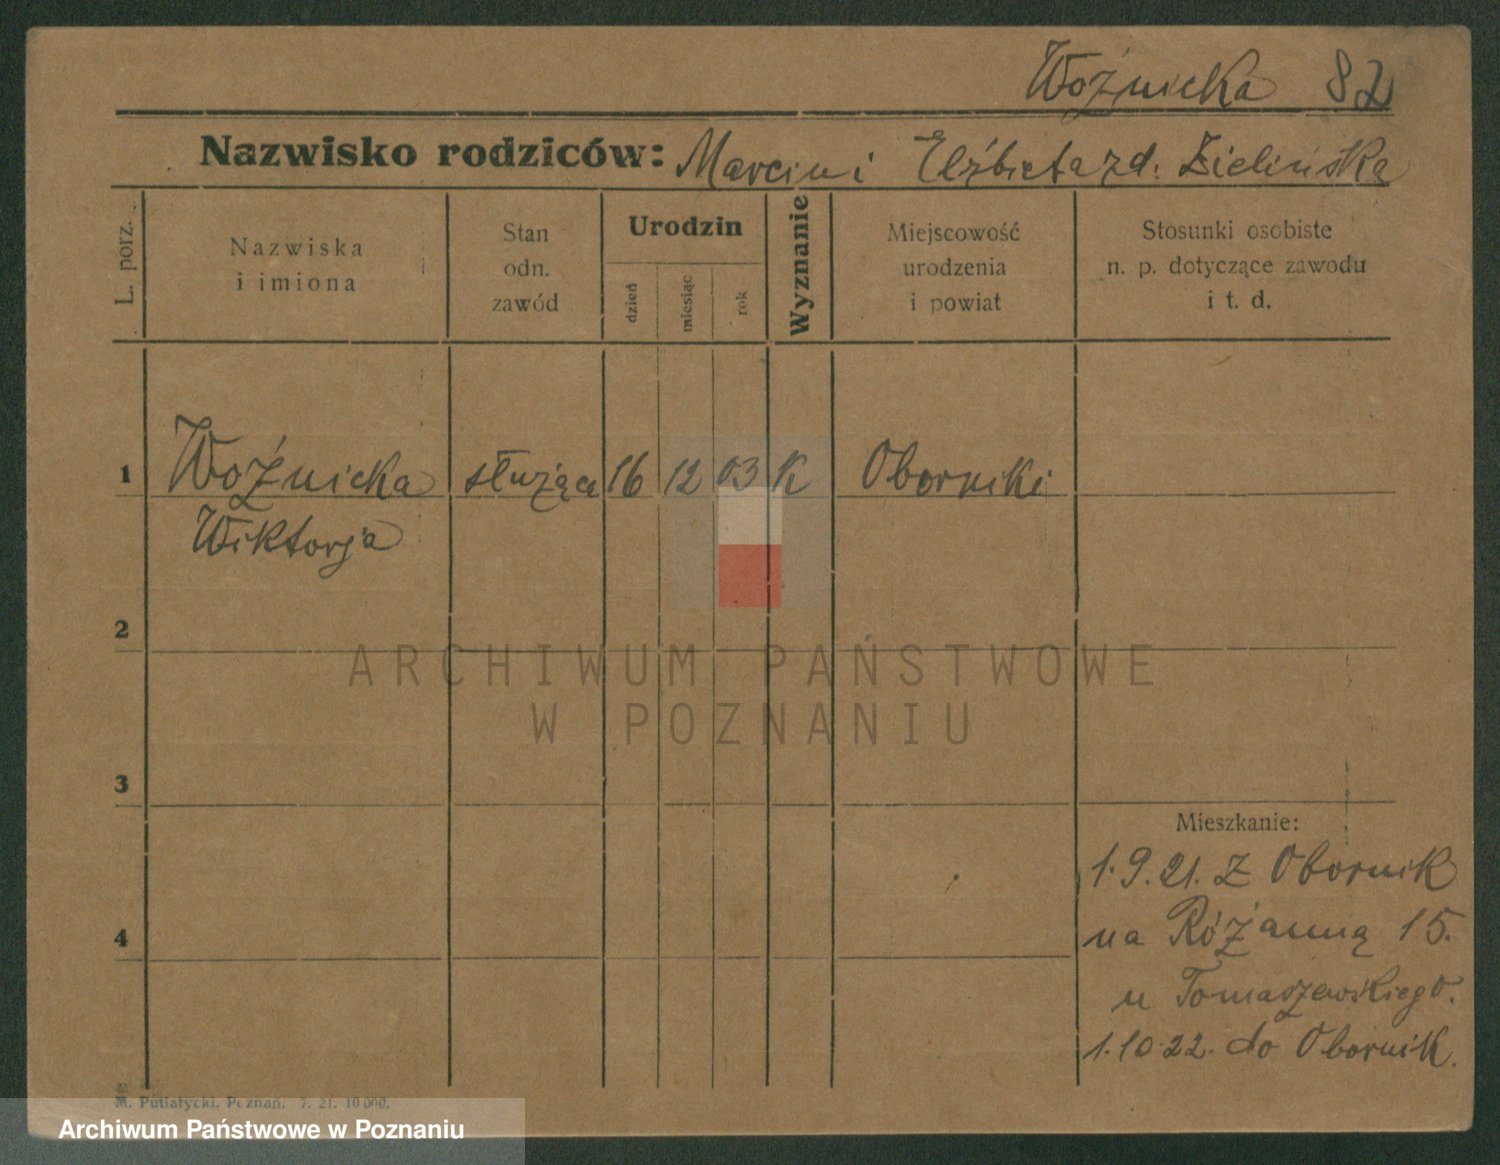 Woźnicka 82
Nazwisko rodziców: Marcin i Elżbieta zd. Zielińska
L. porz.
Nazwiska
i imiona
Stan
odn.
zawód
Urodzin
dzień
miesiąc
rok
Wyznanie
Miejscowość
urodzenia
i powiat
Stosunki osobiste
n. p. dotyczące zawodu
i t. d.
1 Woźnicka służąca 16 12 03 K Oborniki
Wiktorja
2
ARCHIWUM PAŃSTWOWE
W POZNANIU
3
Mieszkanie:
1.9.21. z Obornik
na Różanną 15.
4
u Tomaszewskiego.
1.10.22. do Obornik.
M. Putiatycki. Poznań. 7. 21. 10 000.
Archiwum Państwowe w Poznaniu